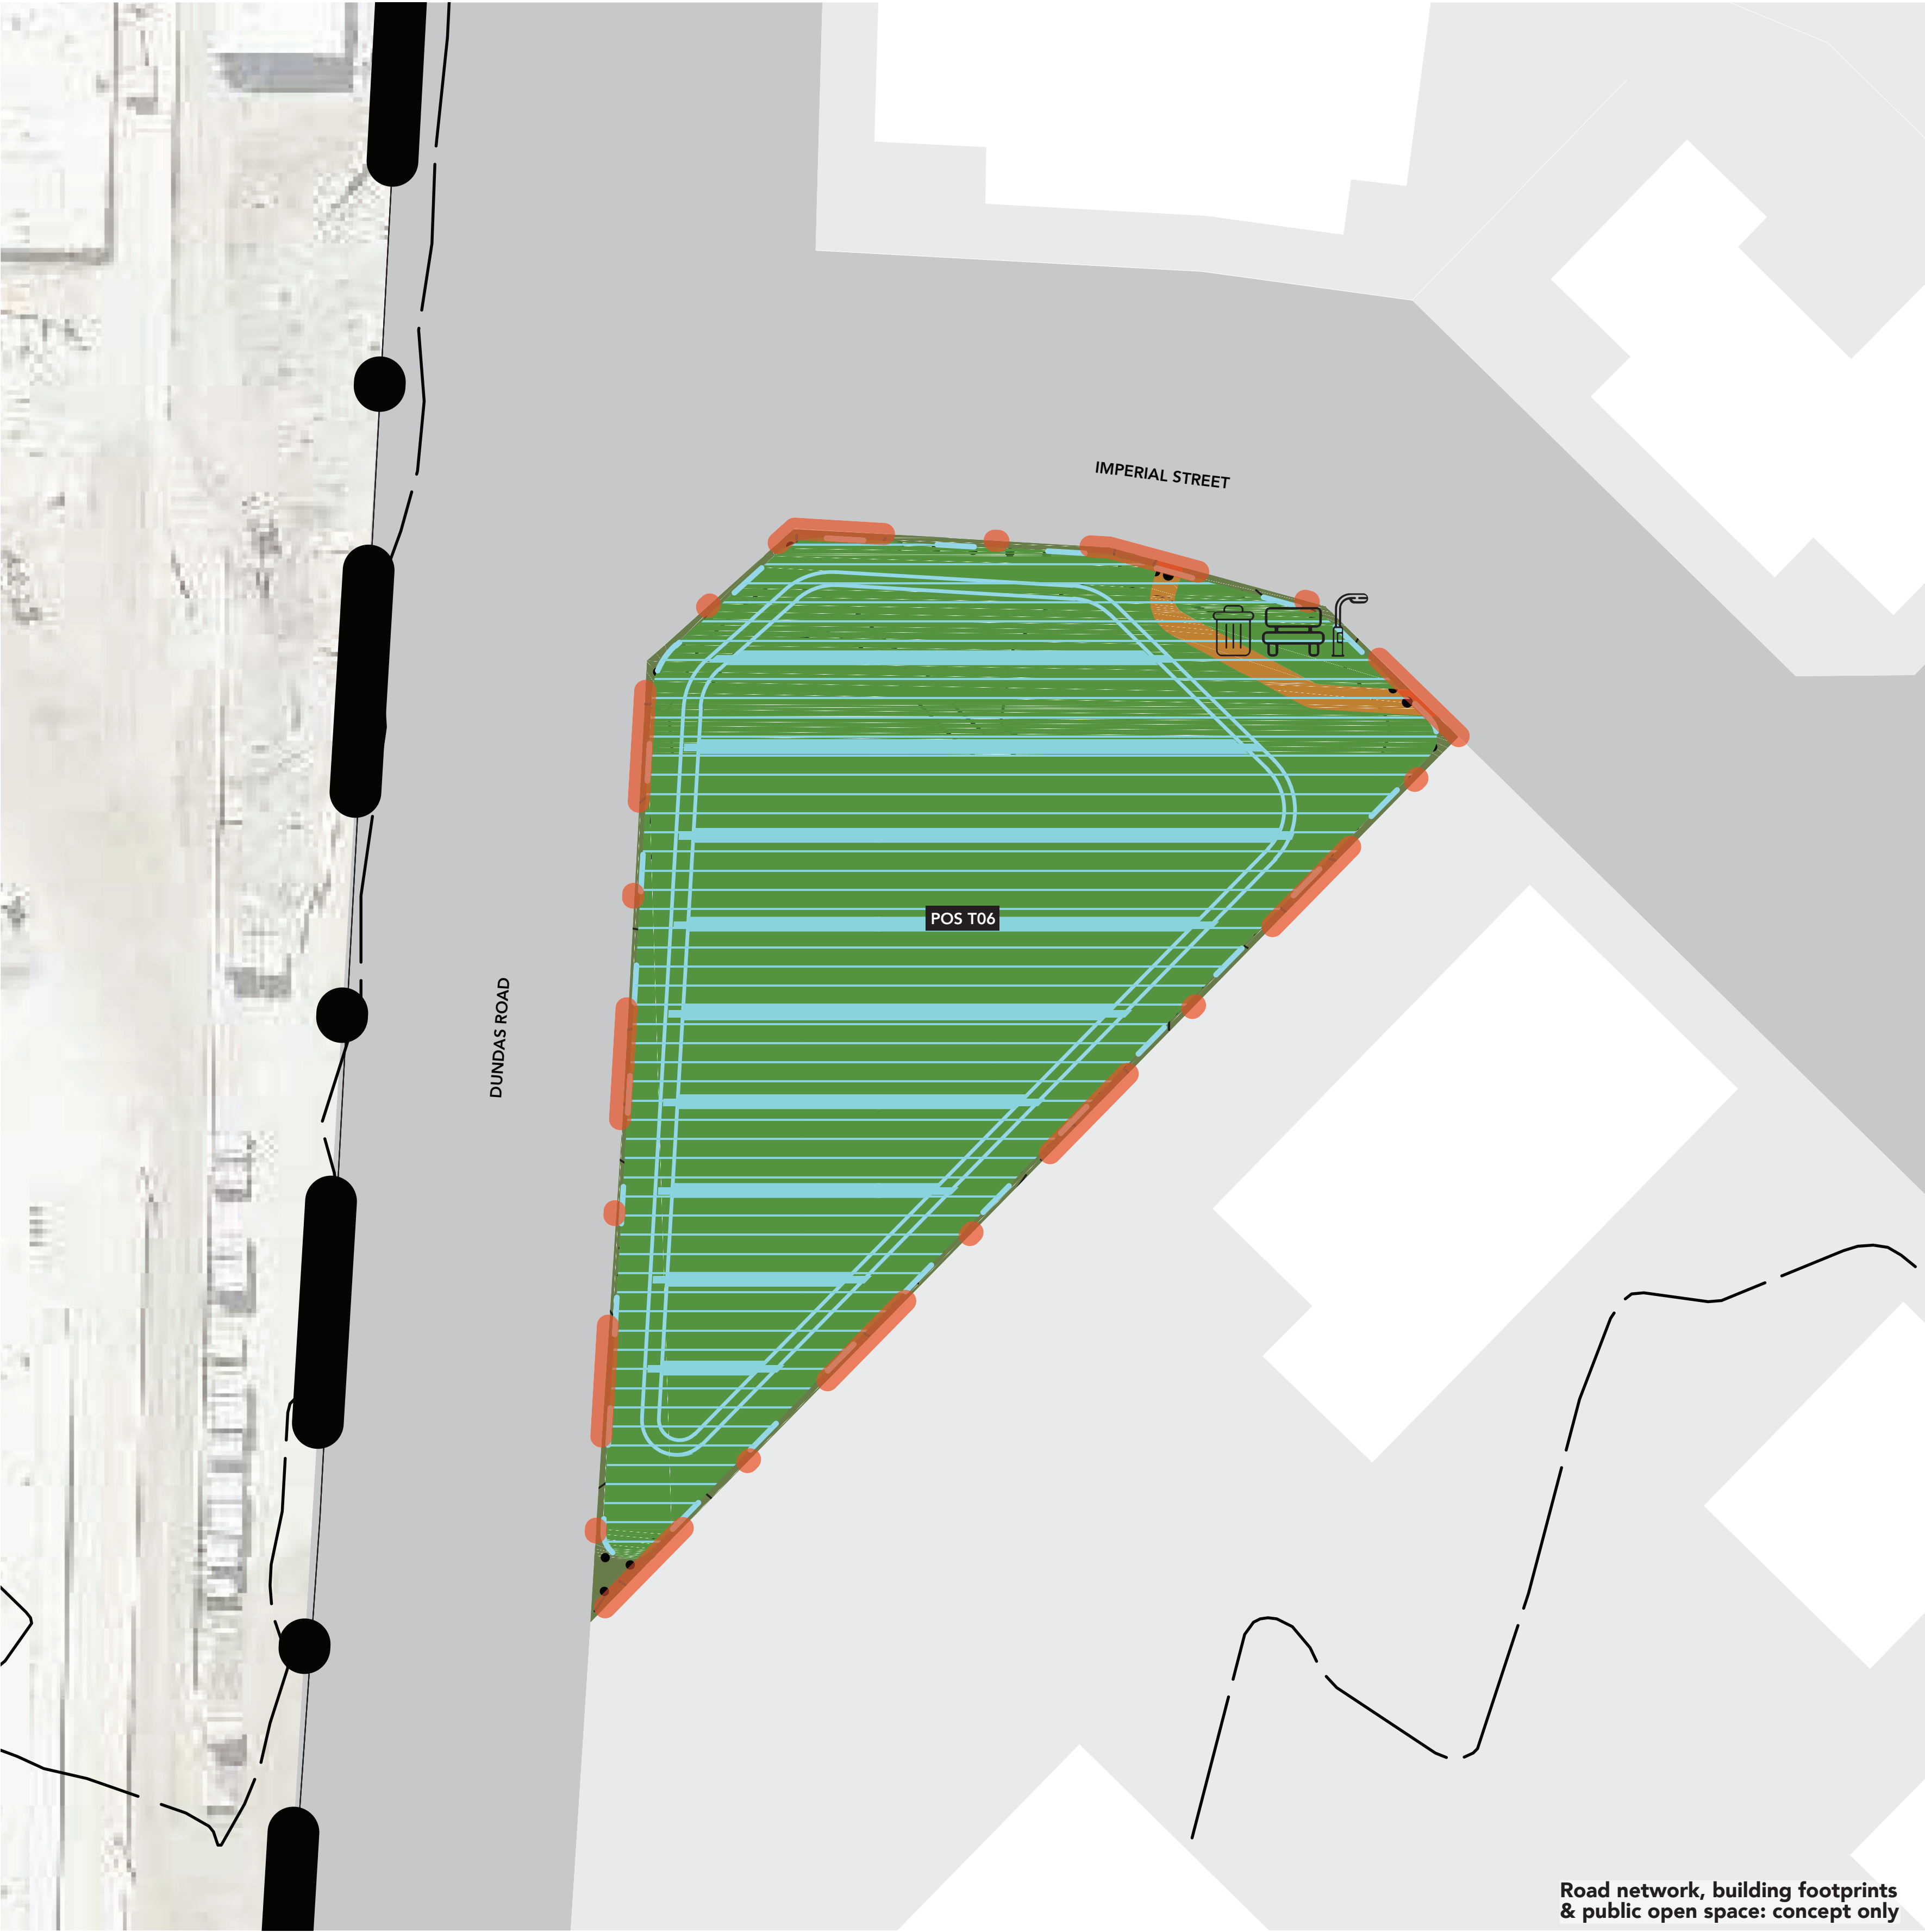 IMPERIAL STREET
POS T06
DUNDAS ROAD
Road network, building footprints
& public open space: concept only